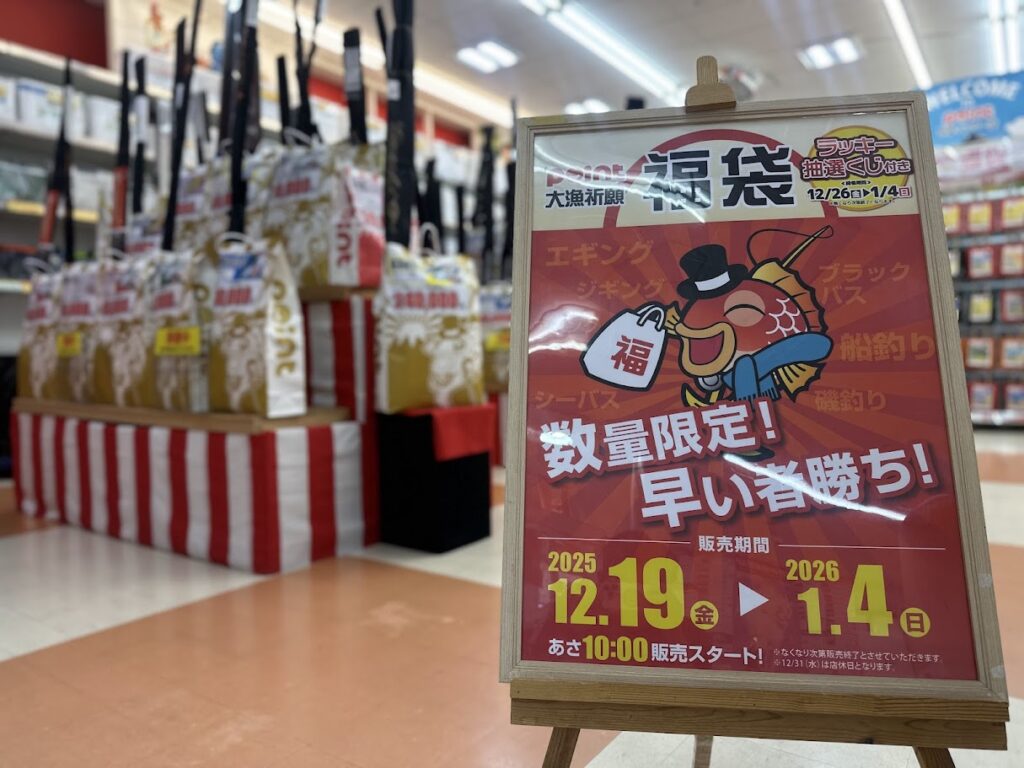 point
大漁祈願
福袋
ラッキー
抽選くじ付き
12/26金▶1/4日
WELCOME
エギング
ジギング
ブラック
バス
福
船釣り
シーバス
磯釣り
数量限定!
早い者勝ち!
販売期間
2025
12.19金
▶
2026
1.4日
あさ10:00販売スタート!
※なくなり次第販売終了とさせていただきます。
※12/31(水)は店休日となります。
point